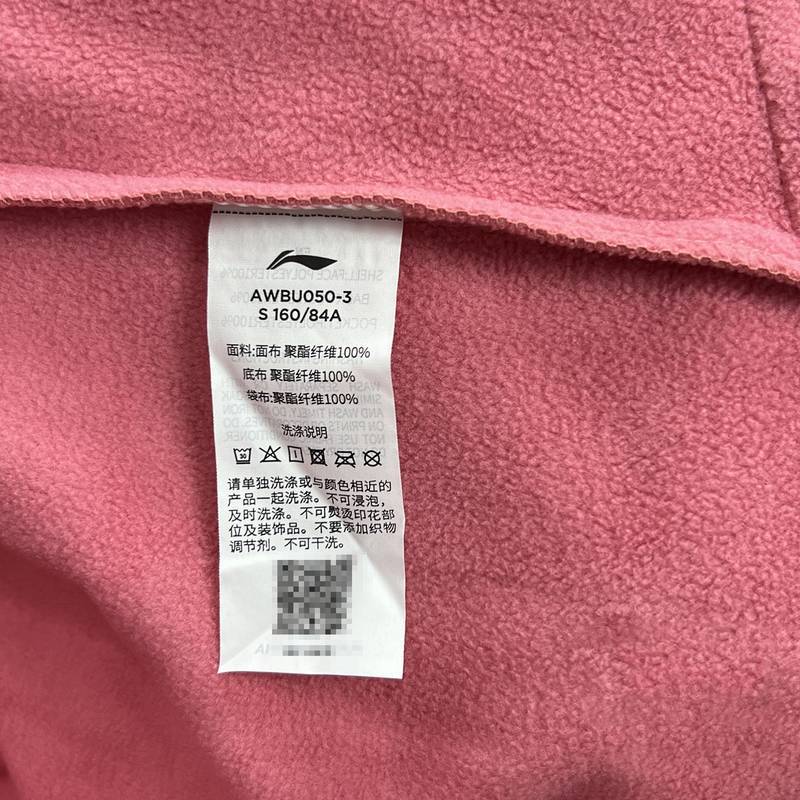 AWBU050-3
S 160/84A
面料:面布 聚酯纤维100%
底布 聚酯纤维100%
袋布:聚酯纤维100%
洗涤说明
30
请单独洗涤或与颜色相近的
产品一起洗涤。不可浸泡,
及时洗涤。不可熨烫印花部
位及装饰品。不要添加织物
调节剂。不可干洗。